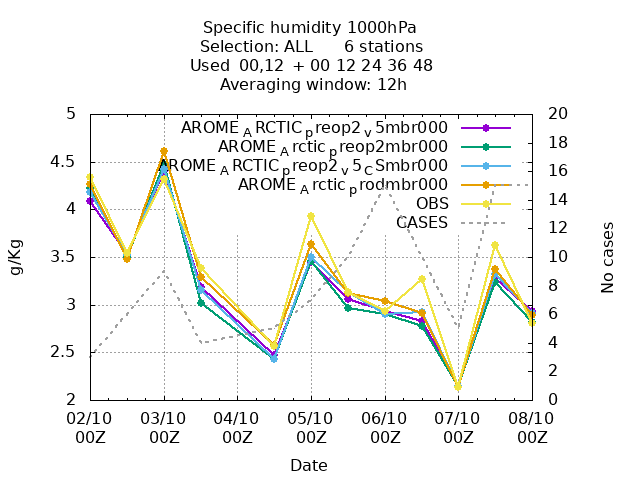 Specific humidity 1000hPa
Selection: ALL 6 stations
Used 00,12 + 00 12 24 36 48
Averaging window: 12h
5
4.5
4
3.5
3
2.5
2
g/Kg
20
18
16
14
12
10
8
6
4
2
0
No cases
AROME_ARCTIC_preop2_v5mbr000
AROME_Arctic_preop2mbr000
AROME_ARCTIC_preop2_v5_CSmbr000
AROME_Arctic_prodmbr000
OBS
CASES
02/10 03/10 04/10 05/10 06/10 07/10 08/10
00Z 00Z 00Z 00Z 00Z 00Z 00Z
Date